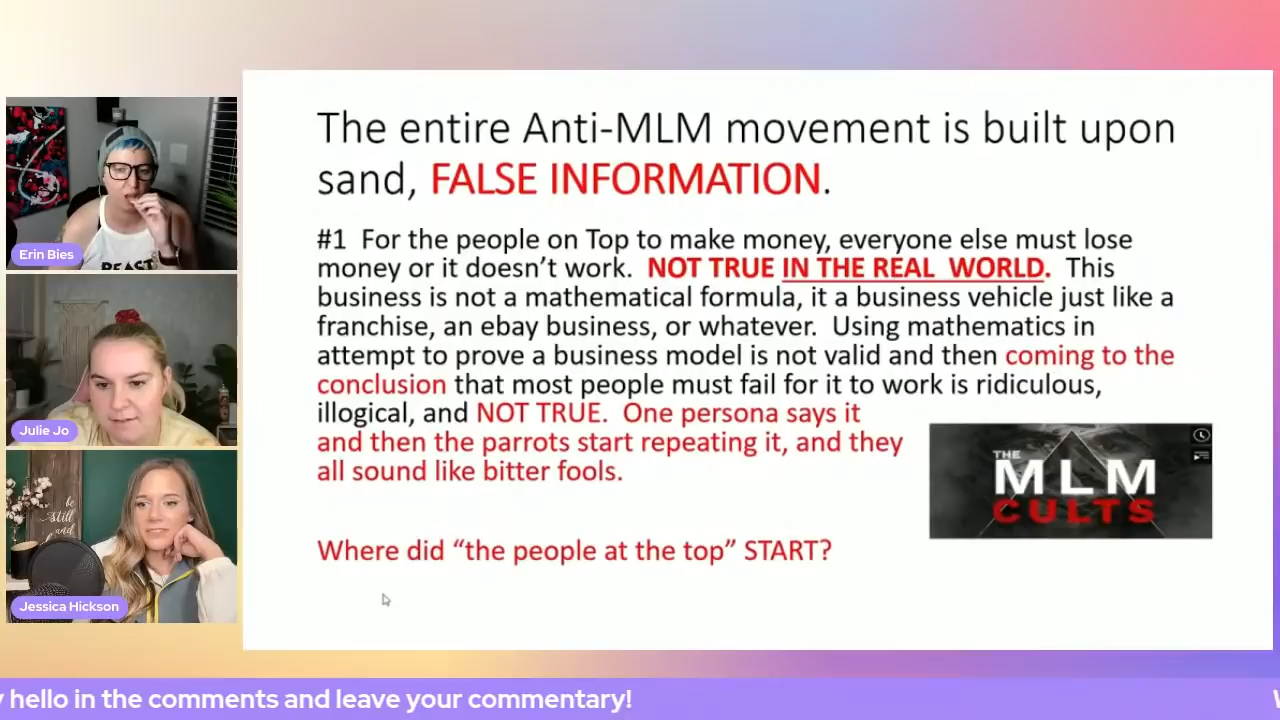 The entire Anti-MLM movement is built upon
sand, FALSE INFORMATION.
#1 For the people on Top to make money, everyone else must lose
money or it doesn't work. NOT TRUE IN THE REAL WORLD. This
business is not a mathematical formula, it a business vehicle just like a
franchise, an ebay business, or whatever. Using mathematics in
attempt to prove a business model is not valid and then coming to the
conclusion that most people must fail for it to work is ridiculous,
illogical, and NOT TRUE. One persona says it
and then the parrots start repeating it, and they
all sound like bitter fools.
THE
MLM
CULTS
Where did “the people at the top” START?
Erin Bies
Julie Jo
be
still
and
Jessica Hickson
hello in the comments and leave your commentary!